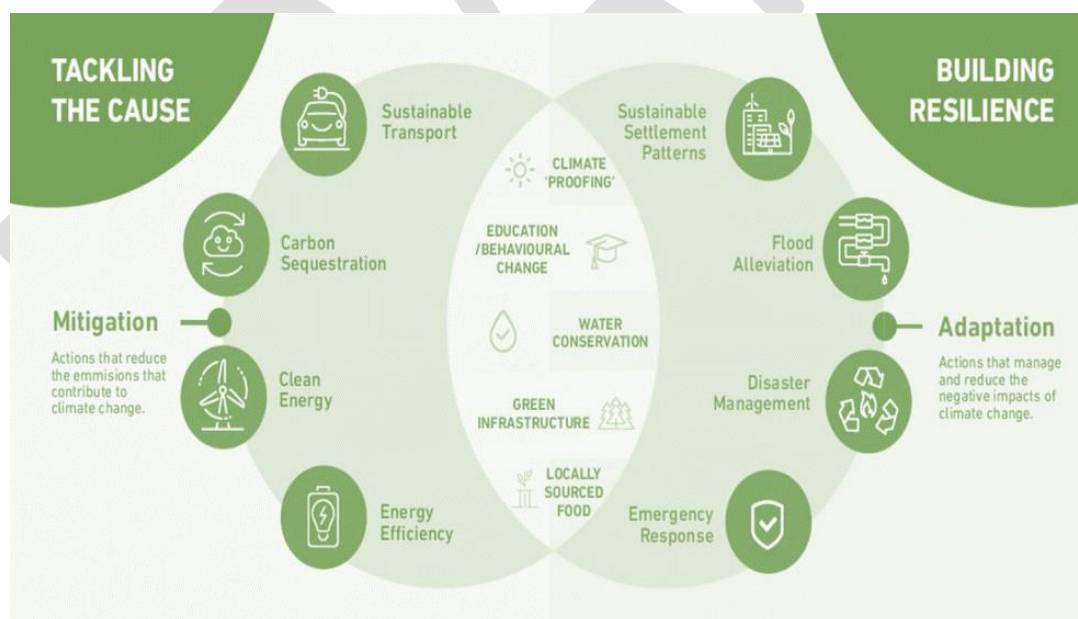 TACKLING
THE CAUSE
BUILDING
RESILIENCE
Sustainable
Transport
Sustainable
Settlement
Patterns
CLIMATE
'PROOFING'
Carbon
Sequestration
EDUCATION
/BEHAVIOURAL
CHANGE
Flood
Alleviation
Mitigation
Actions that reduce
the emmisions that
contribute to
climate change.
WATER
CONSERVATION
Adaptation
Actions that manage
and reduce the
negative impacts of
climate change.
Clean
Energy
Disaster
Management
GREEN
INFRASTRUCTURE
Energy
Efficiency
LOCALLY
SOURCED
FOOD
Emergency
Response